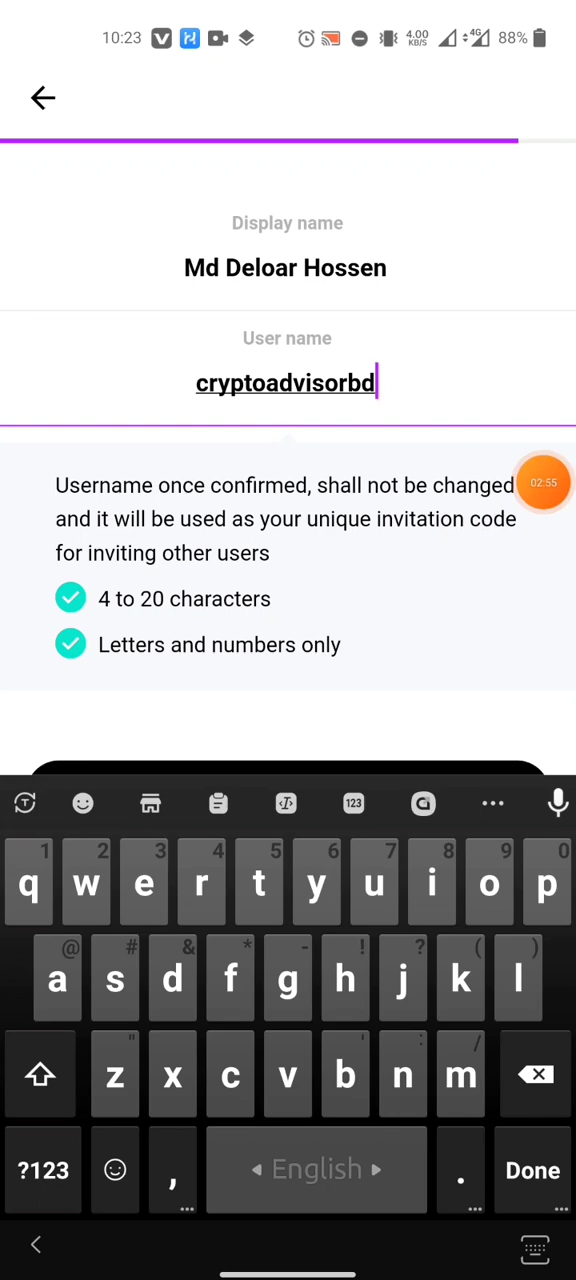 10:23 4.00 KB/S 4G 88%
Display name
Md Deloar Hossen
User name
cryptoadvisorbd
Username once confirmed, shall not be changed
02:55
and it will be used as your unique invitation code
for inviting other users
4 to 20 characters
Letters and numbers only
T 123 ...
1 2 3 4 5 6 7 8 9 0
q w e r t y u i o p
@ # & * - ! ? ( )
a s d f g h j k l
" ' : /
z x c v b n m
?123 , English . Done